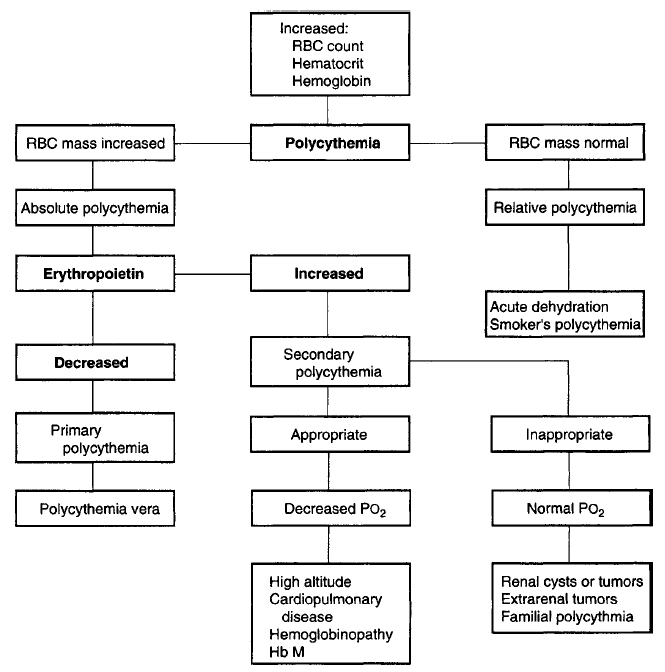 Increased:
RBC count
Hematocrit
Hemoglobin
RBC mass increased
Polycythemia
RBC mass normal
Absolute polycythemia
Relative polycythemia
Erythropoietin
Increased
Acute dehydration
Smoker's polycythemia
Decreased
Secondary
polycythemia
Primary
polycythemia
Appropriate
Inappropriate
Polycythemia vera
Decreased PO2
Normal PO2
High altitude
Cardiopulmonary
disease
Hemoglobinopathy
Hb M
Renal cysts or tumors
Extrarenal tumors
Familial polycythmia